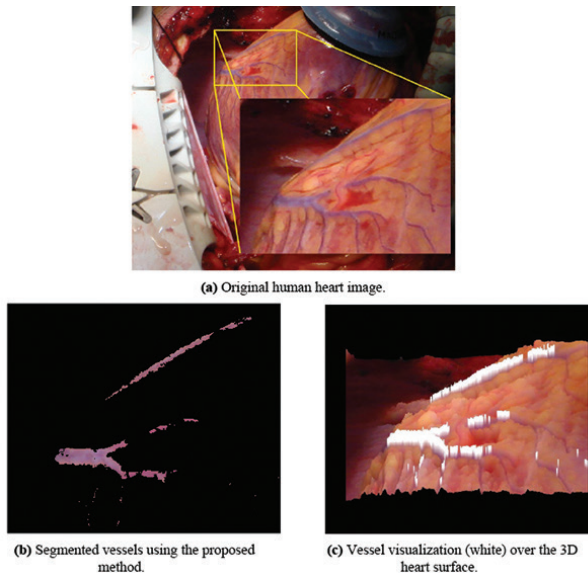 (a) Original human heart image.
(b) Segmented vessels using the proposed
method.
(c) Vessel visualization (white) over the 3D
heart surface.